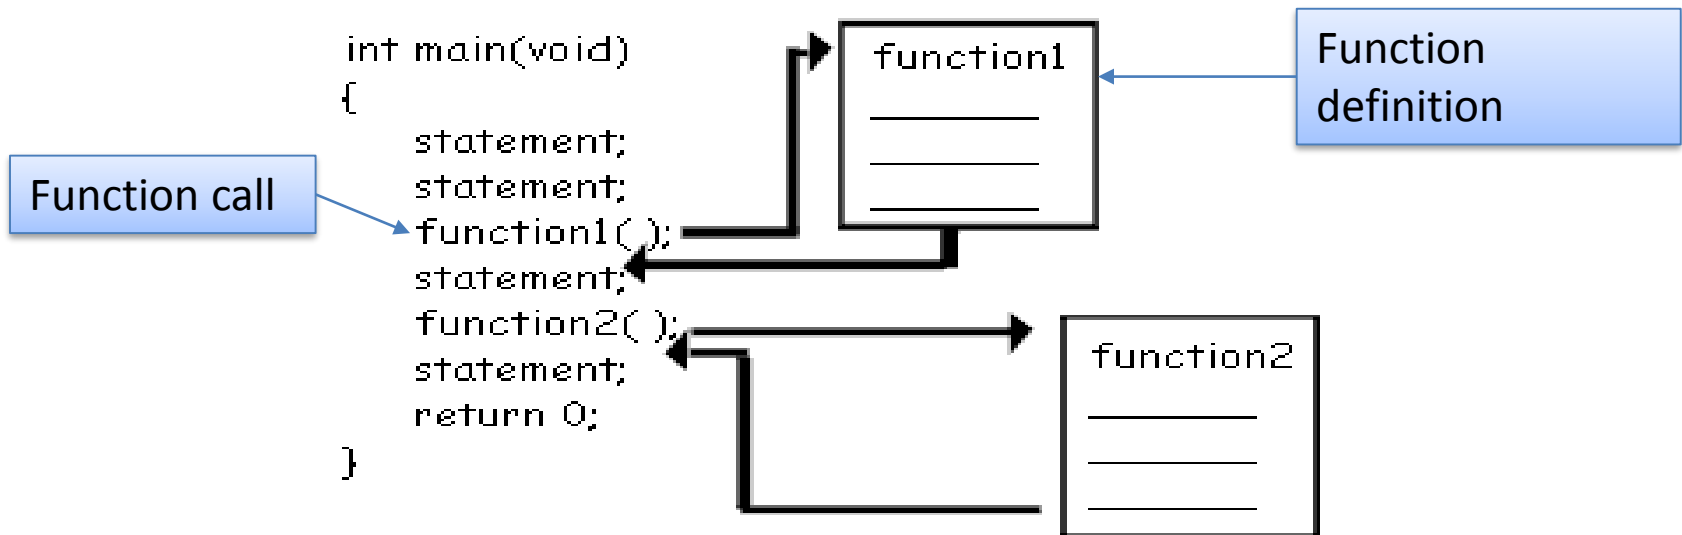 int main(void)
{
statement;
statement;
function1( );
statement;
function2( );
statement;
return 0;
}
Function call
function1
Function
definition
function2